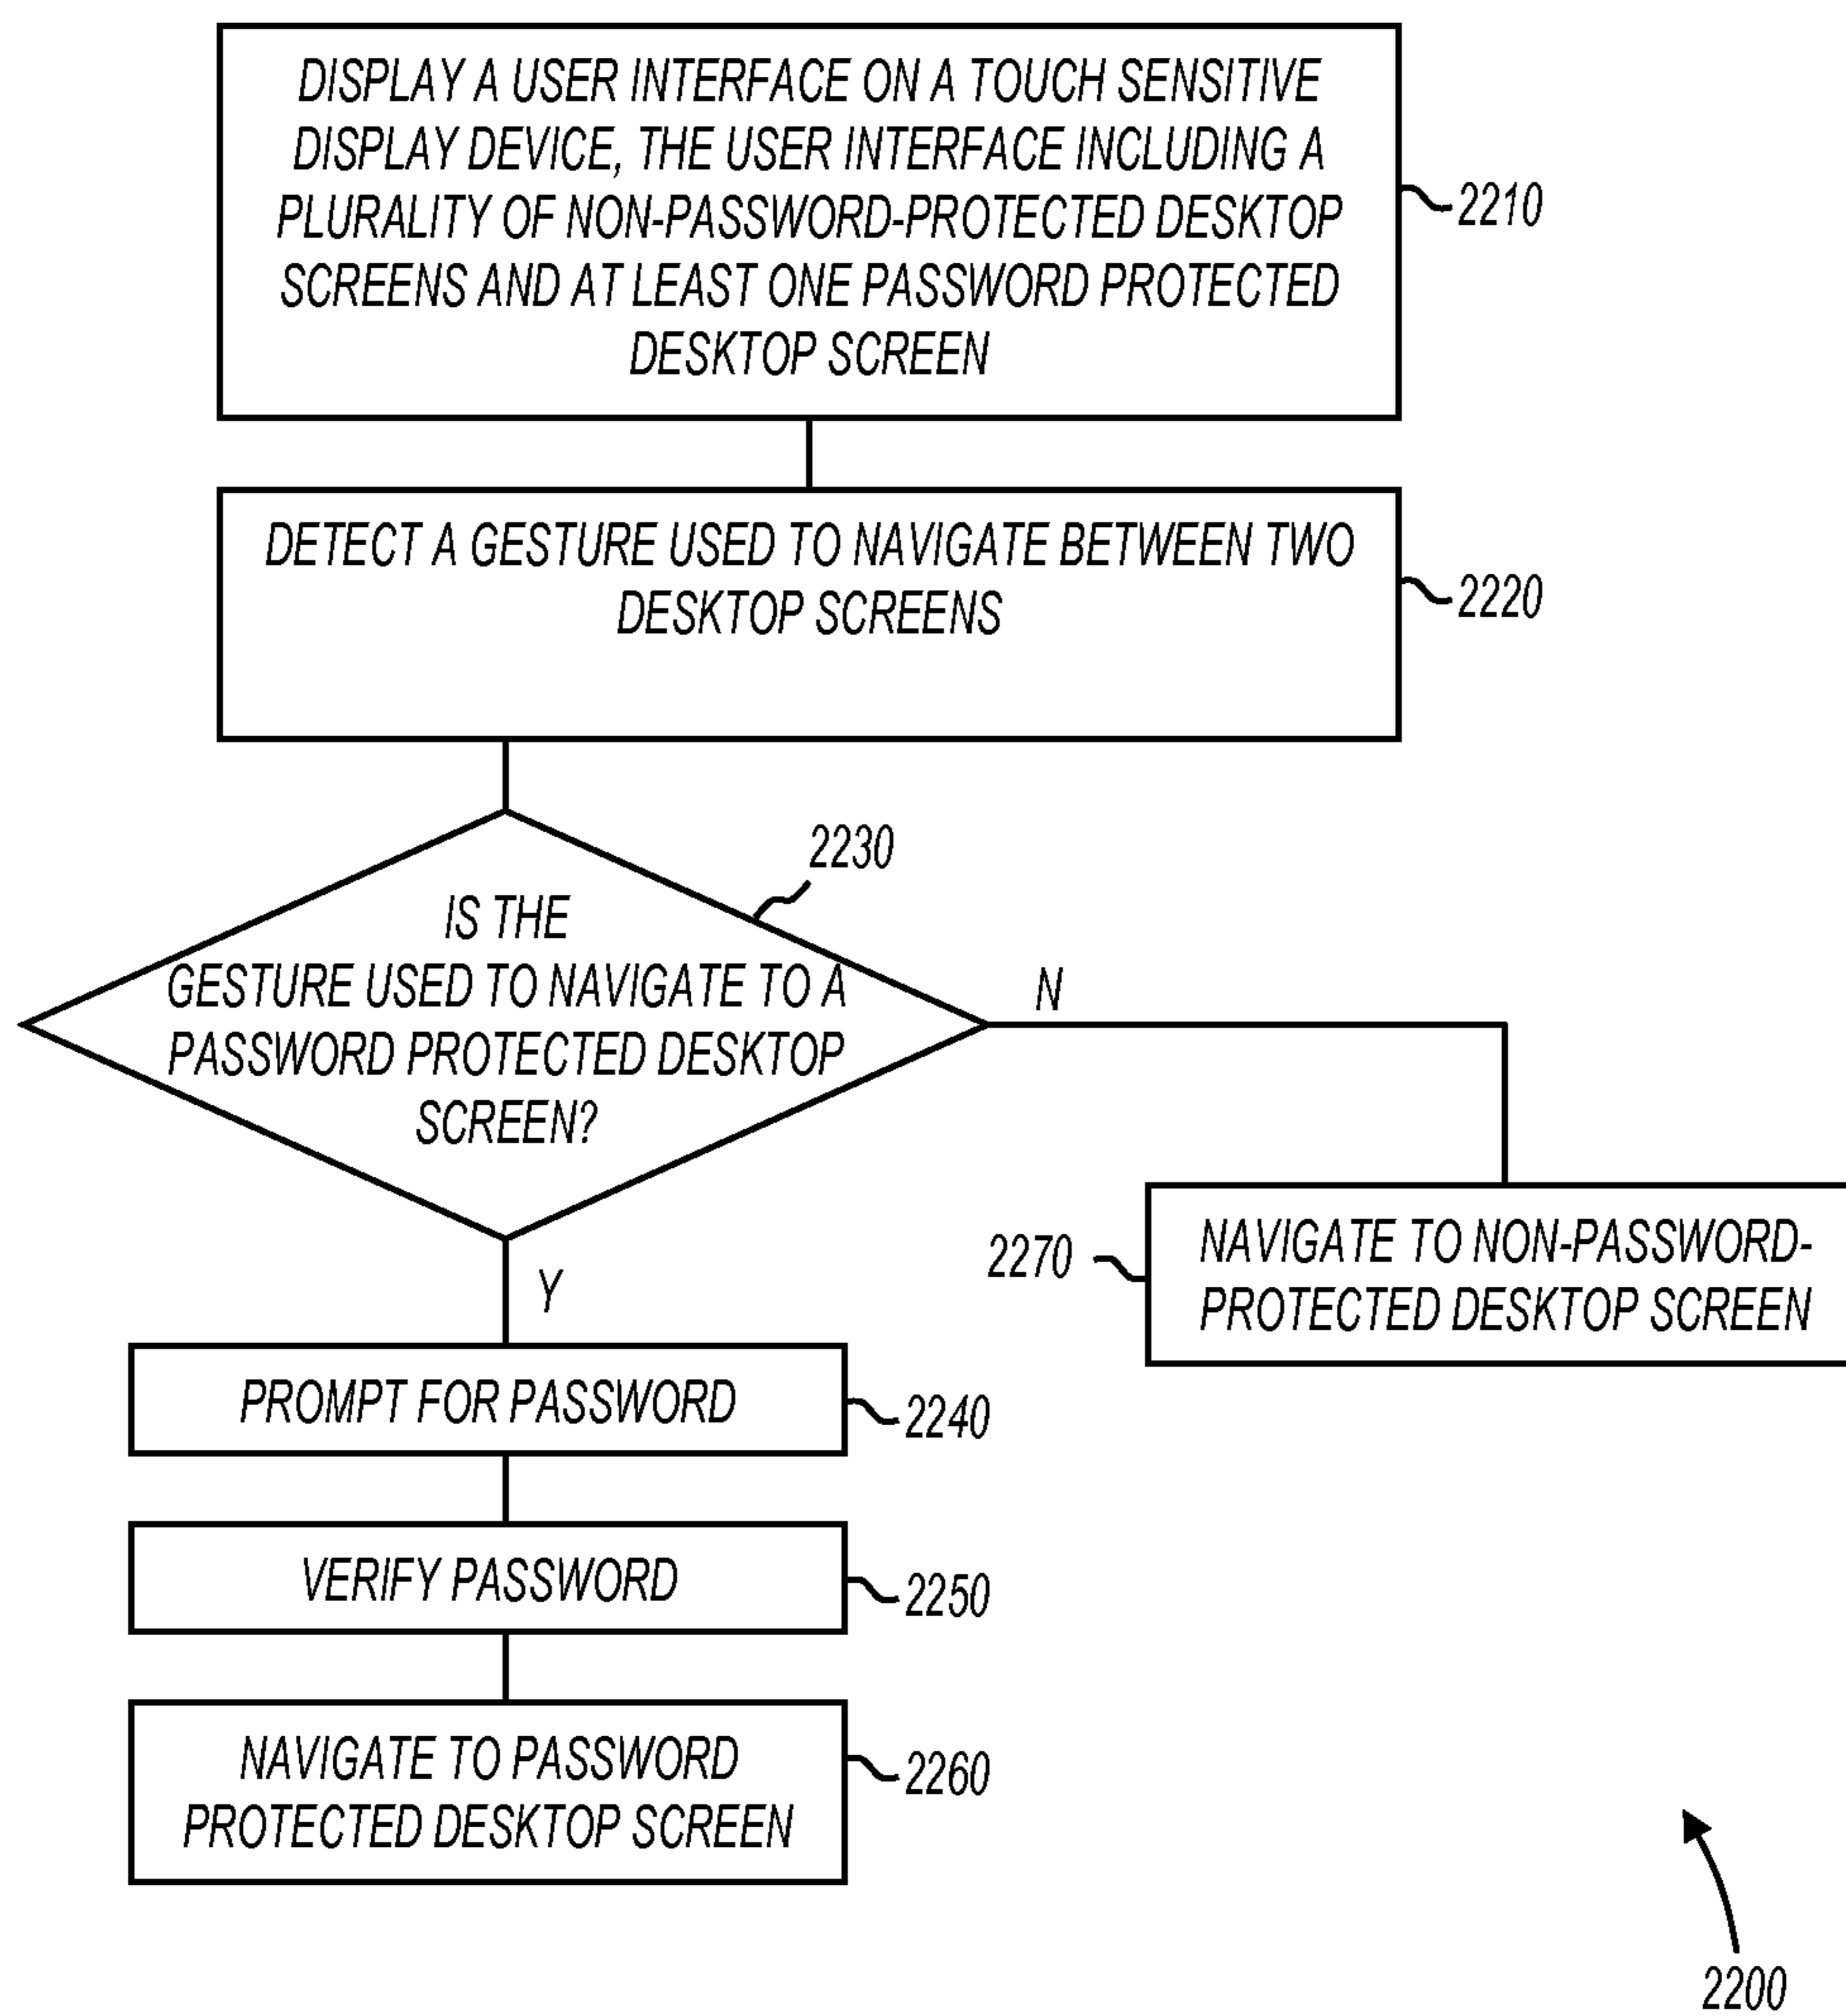 DISPLAY A USER INTERFACE ON A TOUCH SENSITIVE
DISPLAY DEVICE, THE USER INTERFACE INCLUDING A
PLURALITY OF NON-PASSWORD-PROTECTED DESKTOP
SCREENS AND AT LEAST ONE PASSWORD PROTECTED
DESKTOP SCREEN
2210
DETECT A GESTURE USED TO NAVIGATE BETWEEN TWO
DESKTOP SCREENS
2220
2230
IS THE
GESTURE USED TO NAVIGATE TO A
PASSWORD PROTECTED DESKTOP
SCREEN?
N
Y
2270
NAVIGATE TO NON-PASSWORD-
PROTECTED DESKTOP SCREEN
PROMPT FOR PASSWORD
2240
VERIFY PASSWORD
2250
NAVIGATE TO PASSWORD
PROTECTED DESKTOP SCREEN
2260
2200